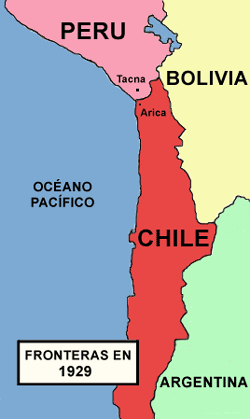 PERU
BOLIVIA
Tacna
Arica
OCÉANO
PACÍFICO
CHILE
FRONTERAS EN
1929
ARGENTINA